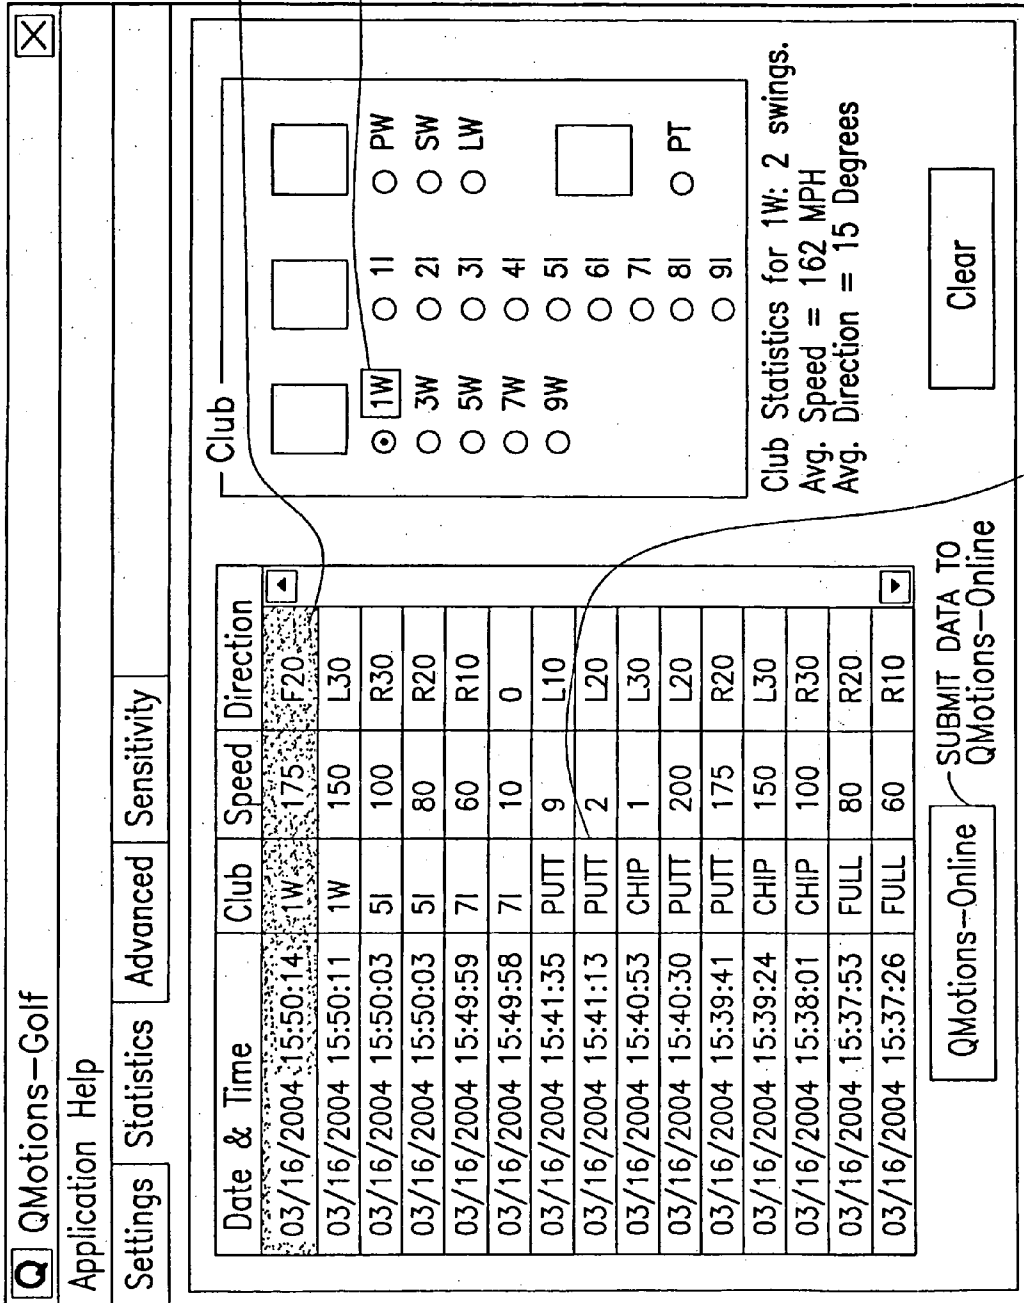 Q QMotions-Golf
Application Help
Settings Statistics Advanced Sensitivity
Date & Time Club Speed Direction
03/16/2004 15:50:14 1W 175 F20
03/16/2004 15:50:11 1W 150 L30
03/16/2004 15:50:03 5I 100 R30
03/16/2004 15:50:03 5I 80 R20
03/16/2004 15:49:59 7I 60 R10
03/16/2004 15:49:58 7I 10 0
03/16/2004 15:41:35 PUTT 9 L10
03/16/2004 15:41:13 PUTT 2 L20
03/16/2004 15:40:53 CHIP 1 L30
03/16/2004 15:40:30 PUTT 200 L20
03/16/2004 15:39:41 PUTT 175 R20
03/16/2004 15:39:24 CHIP 150 L30
03/16/2004 15:38:01 CHIP 100 R30
03/16/2004 15:37:53 FULL 80 R20
03/16/2004 15:37:26 FULL 60 R10
QMotions-Online
SUBMIT DATA TO
QMotions-Online
Club
1W 1I PW
3W 2I SW
5W 3I LW
7W 4I
9W 5I
6I
7I
8I PT
9I
Club Statistics for 1W: 2 swings.
Avg. Speed = 162 MPH
Avg. Direction = 15 Degrees
Clear